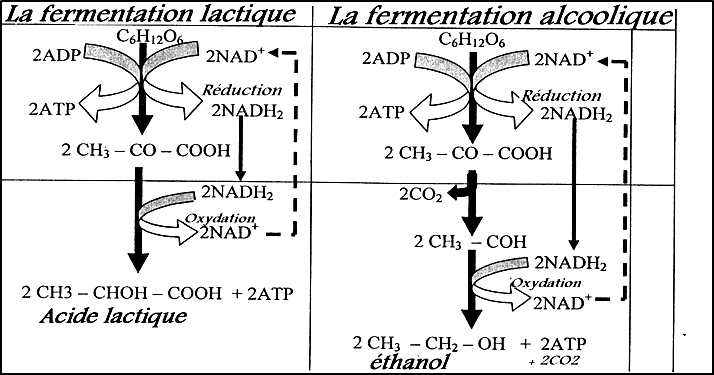 La fermentation lactique
C₆H₁₂O₆
2ADP
2NAD⁺
2ATP
Réduction
2NADH₂
2 CH₃ – CO – COOH
2NADH₂
Oxydation
2NAD⁺
2 CH3 – CHOH – COOH + 2ATP
Acide lactique
La fermentation alcoolique
C₆H₁₂O₆
2ADP
2NAD⁺
2ATP
Réduction
2NADH₂
2 CH₃ – CO – COOH
2CO₂
2 CH₃ – COH
2NADH₂
Oxydation
2NAD⁺
2 CH₃ – CH₂ – OH + 2ATP
éthanol + 2CO2